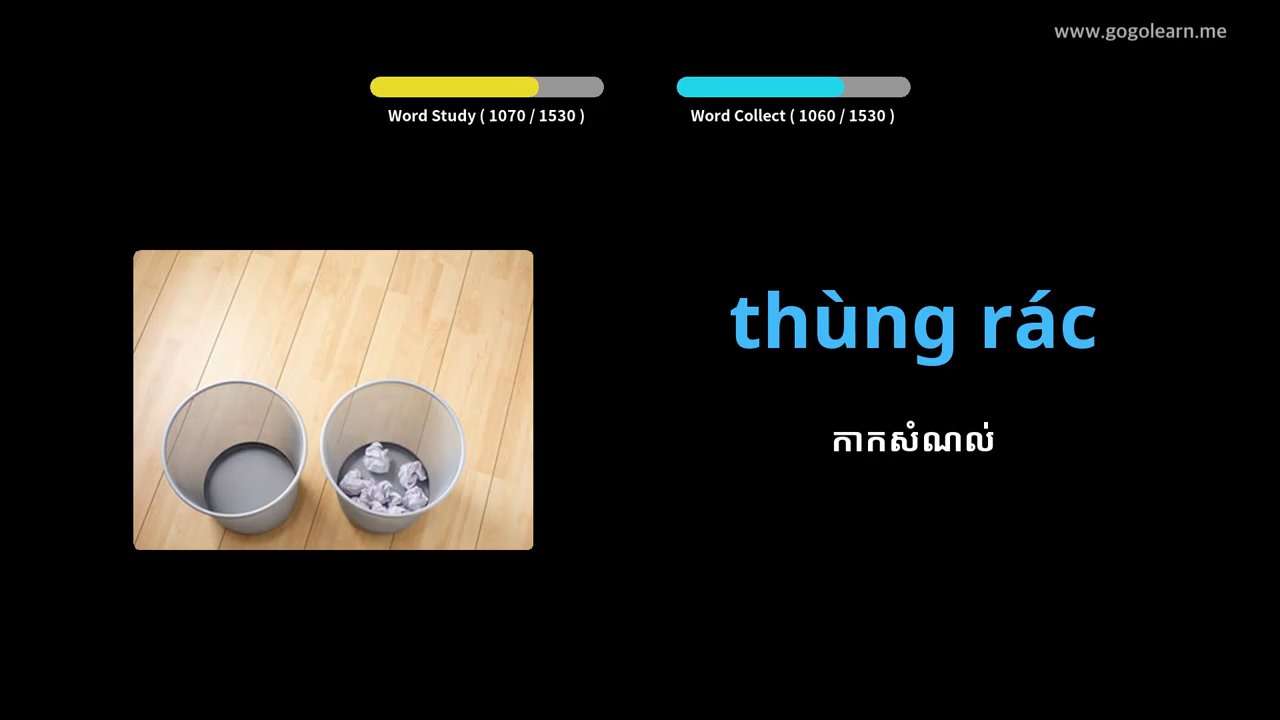 www.gogolearn.me
Word Study ( 1070 / 1530 )
Word Collect ( 1060 / 1530 )
thùng rác
កាកសំណល់